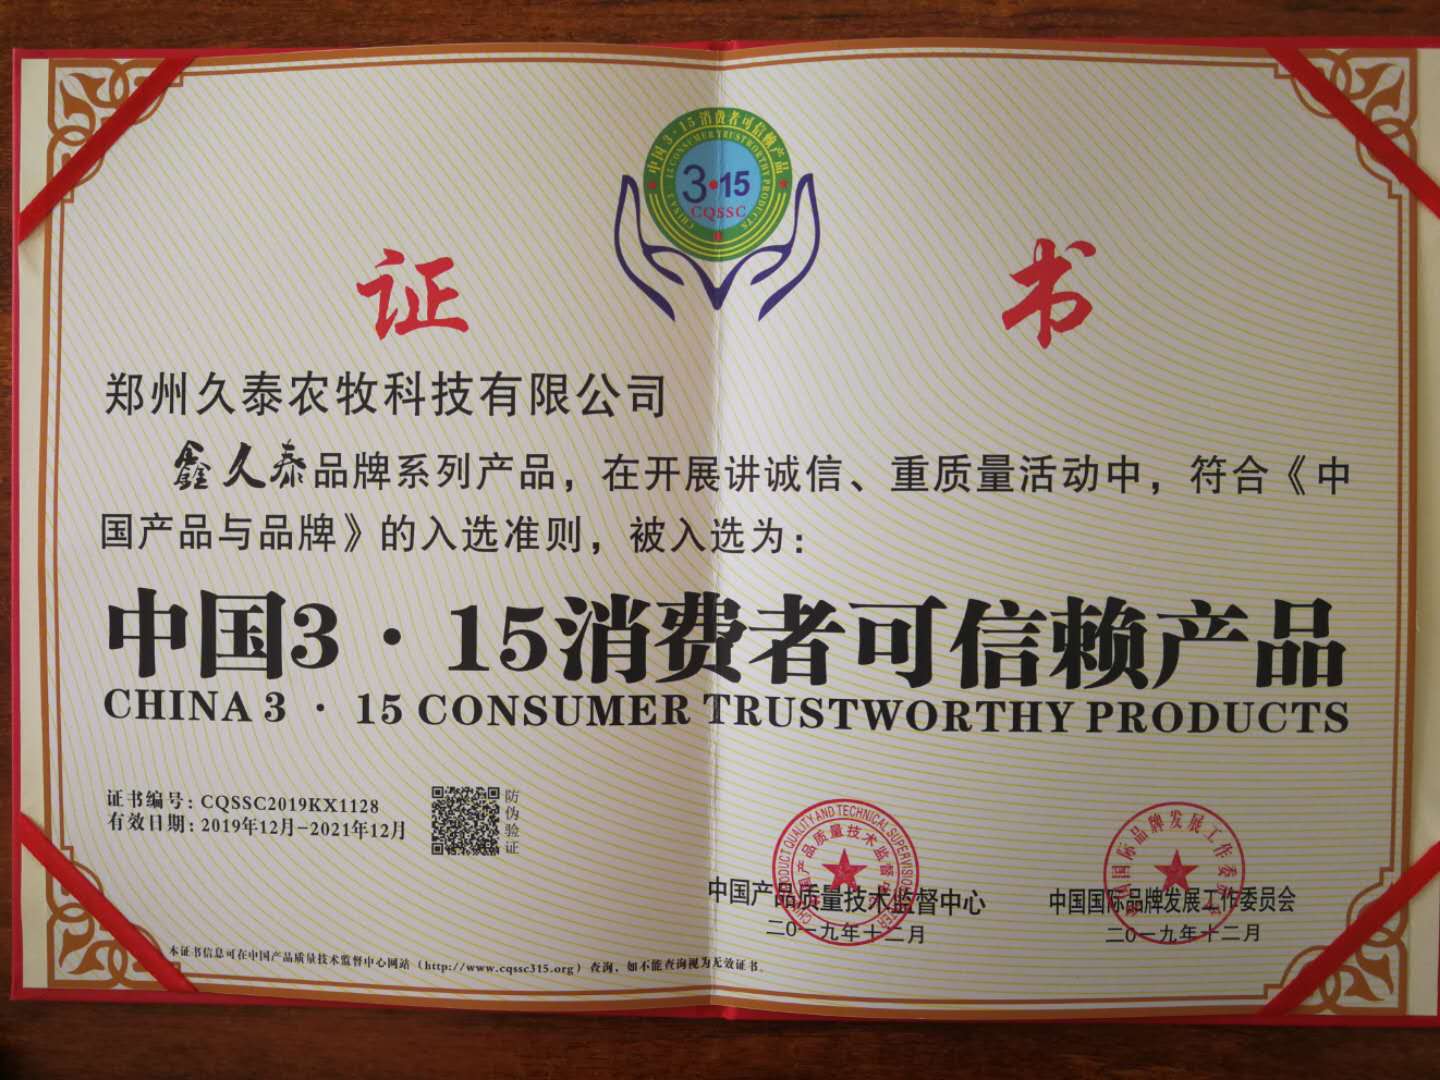 中国3·15消费者可信赖产品
CHINA 3·15 CONSUMER TRUSTWORTHY PRODUCTS
3·15
CQSSC
证 书
郑州久泰农牧科技有限公司
鑫久泰品牌系列产品，在开展讲诚信、重质量活动中，符合《中
国产品与品牌》的入选准则，被入选为：
中国3·15消费者可信赖产品
CHINA 3 · 15 CONSUMER TRUSTWORTHY PRODUCTS
证书编号：CQSSC2019KX1128
有效日期：2019年12月-2021年12月
防伪验证
中国产品质量技术监督中心
二〇一九年十二月
中国国际品牌发展工作委员会
二〇一九年十二月
本证书信息可在中国产品质量技术监督中心网站（http://www.cqssc315.org）查询，如不能查询视为无效证书。